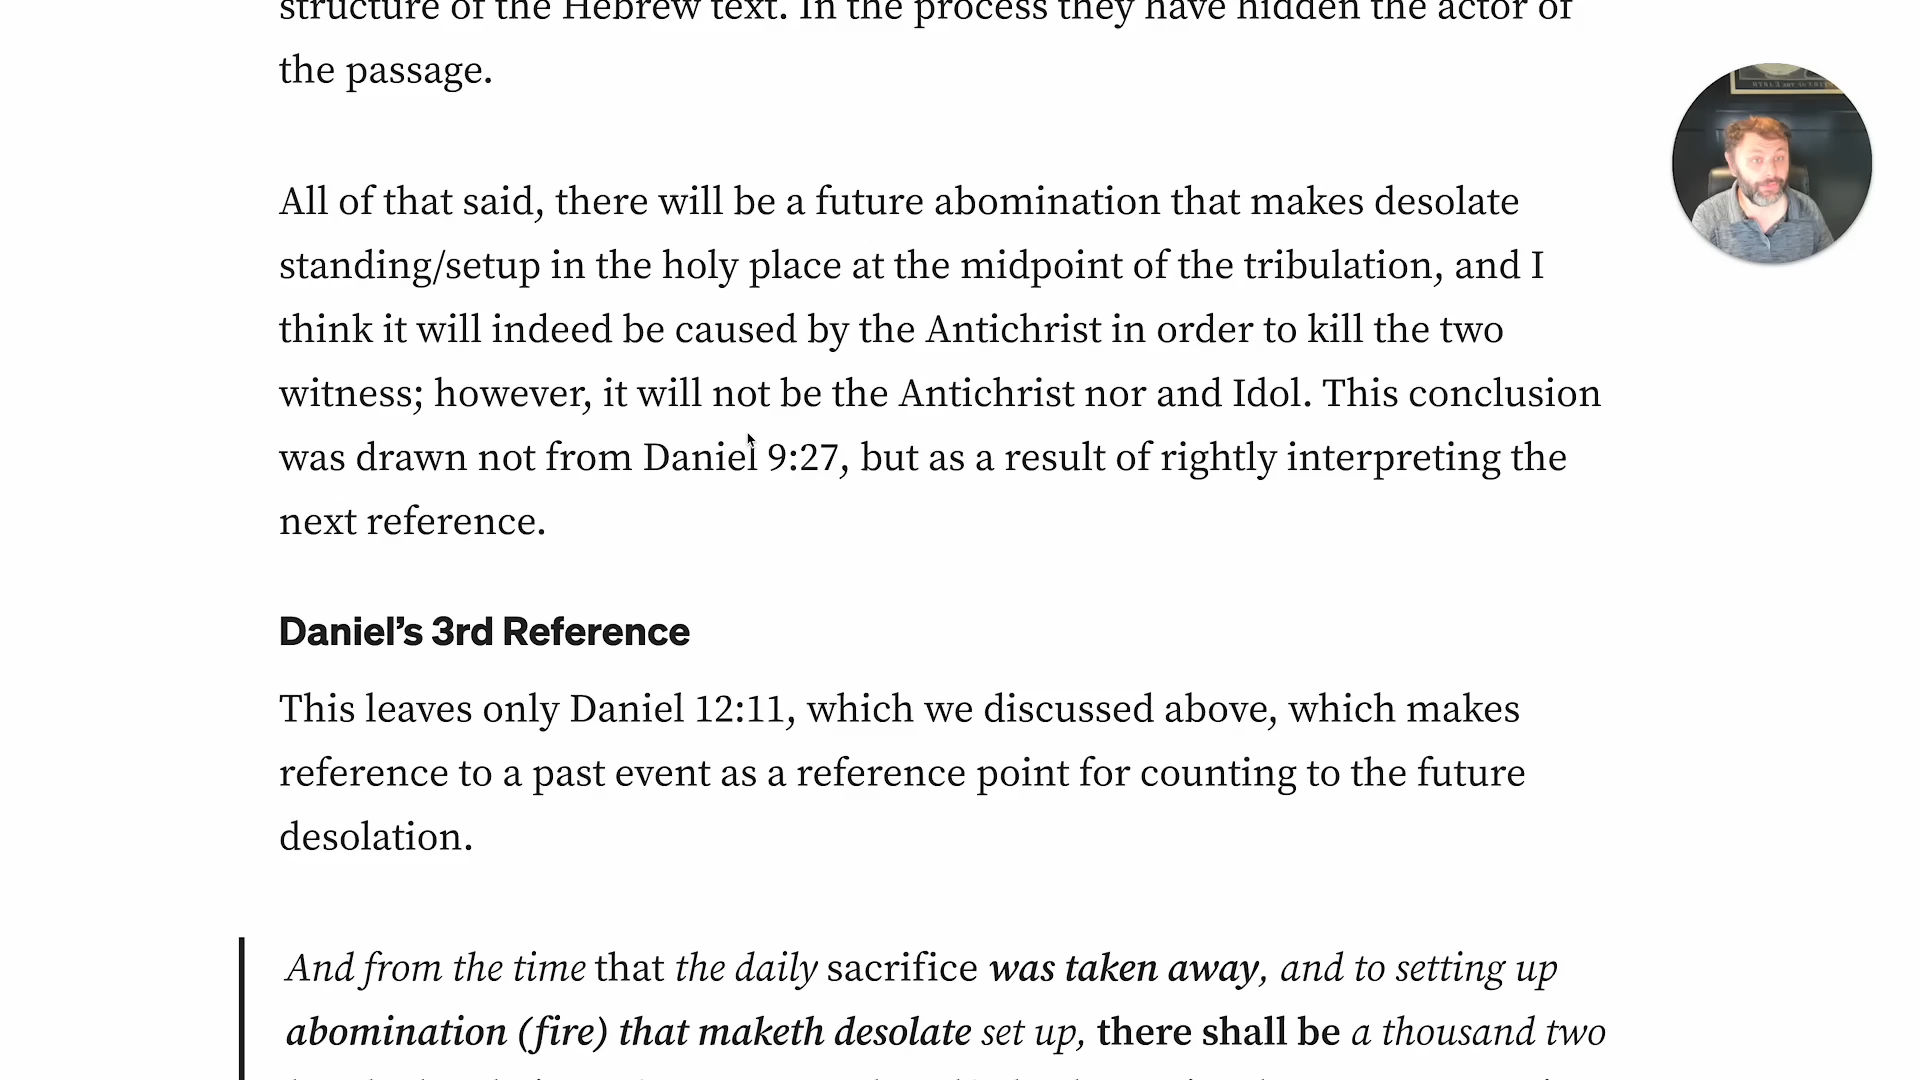 structure of the Hebrew text. In the process they have hidden the actor of
the passage.
All of that said, there will be a future abomination that makes desolate
standing/setup in the holy place at the midpoint of the tribulation, and I
think it will indeed be caused by the Antichrist in order to kill the two
witness; however, it will not be the Antichrist nor and Idol. This conclusion
was drawn not from Daniel 9:27, but as a result of rightly interpreting the
next reference.
Daniel’s 3rd Reference
This leaves only Daniel 12:11, which we discussed above, which makes
reference to a past event as a reference point for counting to the future
desolation.
And from the time that the daily sacrifice was taken away, and to setting up
abomination (fire) that maketh desolate set up, there shall be a thousand two